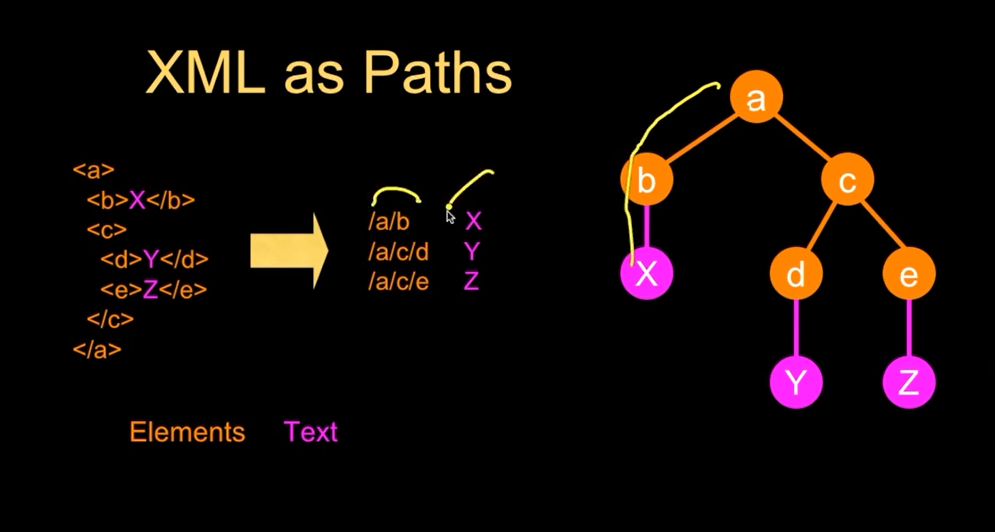 XML as Paths
<a>
<b>X</b>
<c>
<d>Y</d>
<e>Z</e>
</c>
</a>
/a/b X
/a/c/d Y
/a/c/e Z
Elements Text
a
b c
X d e
Y Z